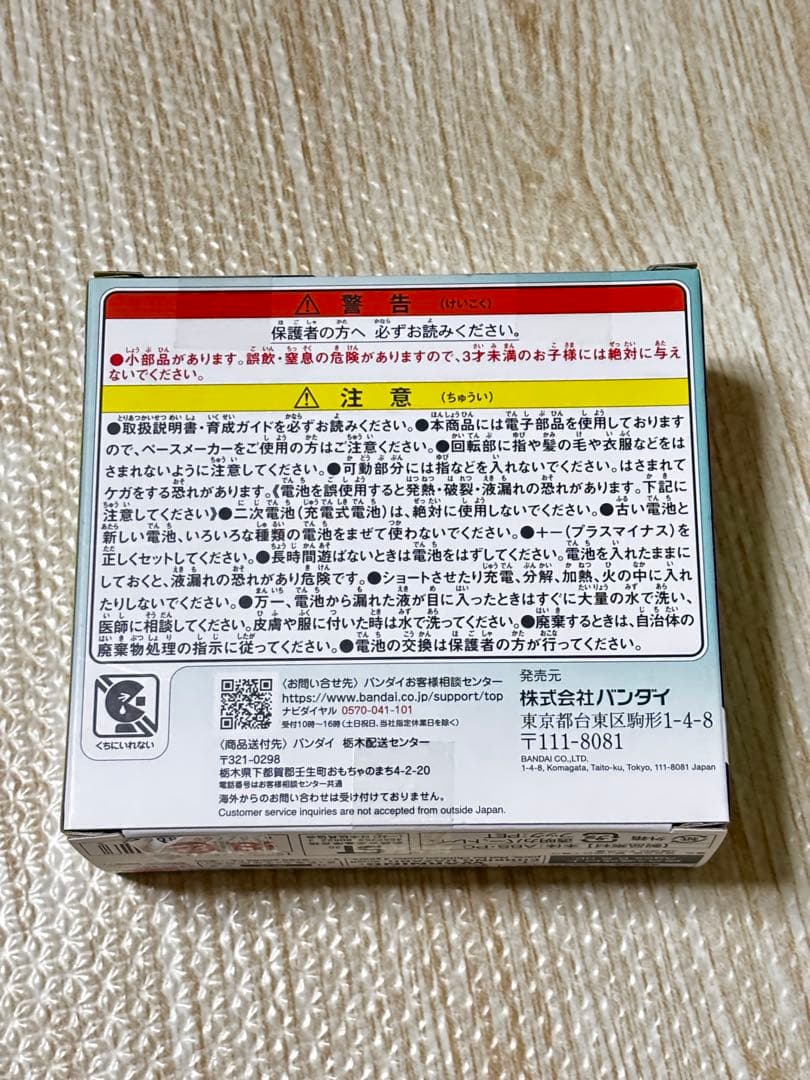 警告 (けいこく)
保護者の方へ 必ずお読みください。
●小部品があります。誤飲・窒息の危険がありますので、3才未満のお子様には絶対に与え
ないでください。
注意 (ちゅうい)
●取扱説明書・育成ガイドを必ずお読みください。●本商品には電子部品を使用しております
ので、ペースメーカーをご使用の方はご注意ください。●回転部に指や髪の毛や衣服などをは
さまれないように注意してください。●可動部分には指などを入れないでください。はさまれて
ケガをする恐れがあります。《電池を誤使用すると発熱・破裂・液漏れの恐れがあります。下記に
注意してください》●二次電池(充電式電池)は、絶対に使用しないでください。●古い電池と
新しい電池、いろいろな種類の電池をまぜて使わないでください。●+−(プラスマイナス)を
正しくセットしてください。●長時間遊ばないときは電池をはずしてください。電池を入れたままに
しておくと、液漏れの恐れがあり危険です。●ショートさせたり充電、分解、加熱、火の中に入れ
たりしないでください。●万一、電池から漏れた液が目に入ったときはすぐに大量の水で洗い、
医師に相談してください。皮膚や服に付いた時は水で洗ってください。●廃棄するときは、自治体の
廃棄物処理の指示に従ってください。●電池の交換は保護者の方が行ってください。
くちにいれない
〈お問い合せ先〉バンダイお客様相談センター
https://www.bandai.co.jp/support/top
ナビダイヤル 0570-041-101
受付10時〜16時(土日祝日、当社指定休業日を除く)
〈商品送付先〉バンダイ 栃木配送センター
〒321-0298
栃木県下都賀郡壬生町おもちゃのまち4-2-20
電話番号はお客様相談センター共通
海外からのお問い合わせは受け付けておりません。
Customer service inquiries are not accepted from outside Japan.
発売元
株式会社バンダイ
東京都台東区駒形1-4-8
〒111-8081
BANDAI CO.,LTD.
1-4-8, Komagata, Taito-ku, Tokyo, 111-8081 Japan